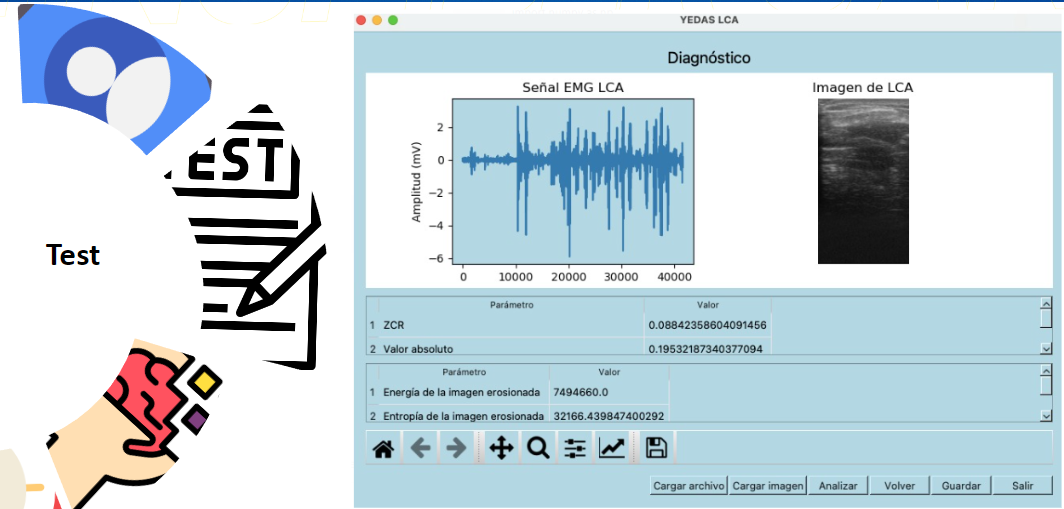 Test
EST
YEDAS LCA
Diagnóstico
Señal EMG LCA
Imagen de LCA
Amplitud (mV)
2
0
−2
−4
−6
0 10000 20000 30000 40000
Parámetro Valor
1 ZCR 0.08842358604091456
2 Valor absoluto 0.19532187340377094
Parámetro Valor
1 Energía de la imagen erosionada 7494660.0
2 Entropía de la imagen erosionada 32166.439847400292
Cargar archivo Cargar imagen Analizar Volver Guardar Salir